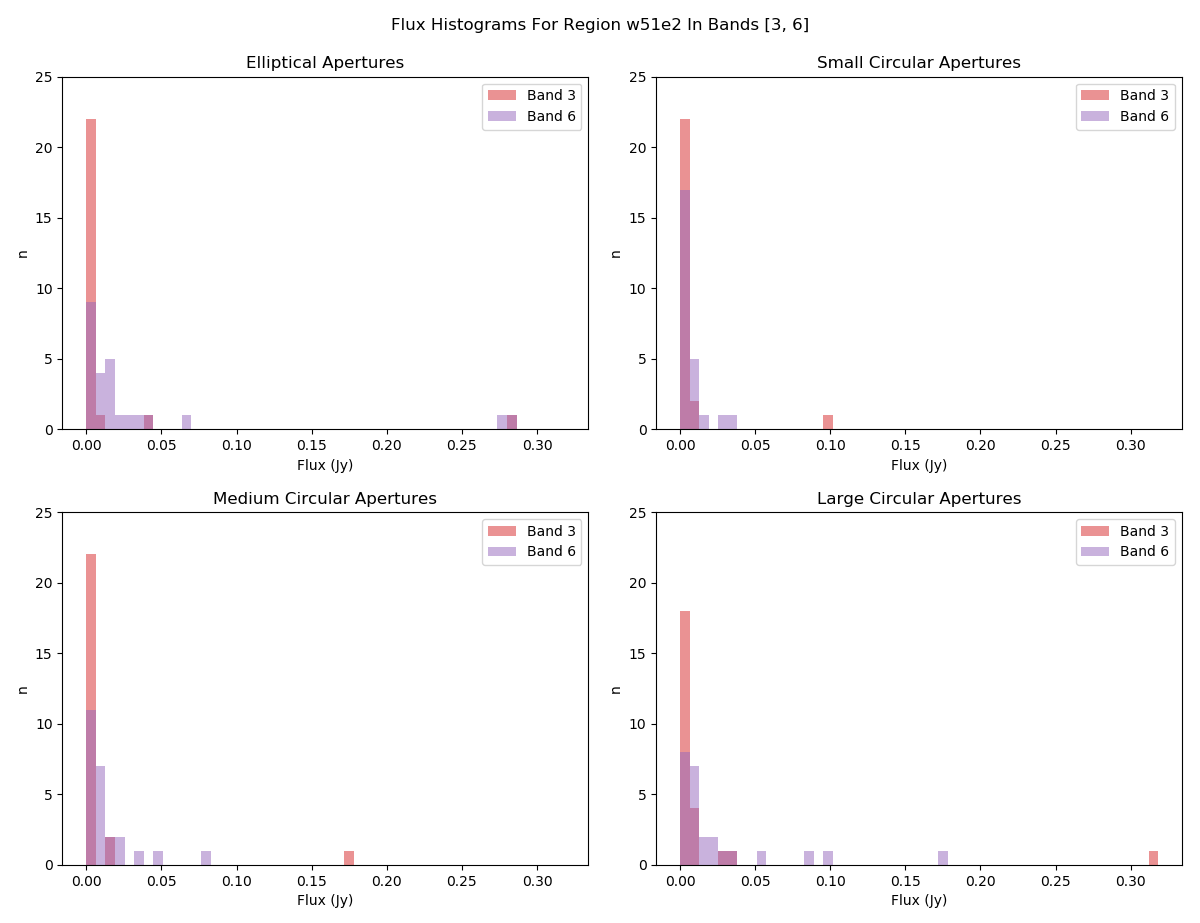 Flux Histograms For Region w51e2 In Bands [3, 6]
Elliptical Apertures
25
20
15
10
5
0
n
Band 3
Band 6
0.00 0.05 0.10 0.15 0.20 0.25 0.30
Flux (Jy)
Small Circular Apertures
25
20
15
10
5
0
n
Band 3
Band 6
0.00 0.05 0.10 0.15 0.20 0.25 0.30
Flux (Jy)
Medium Circular Apertures
25
20
15
10
5
0
n
Band 3
Band 6
0.00 0.05 0.10 0.15 0.20 0.25 0.30
Flux (Jy)
Large Circular Apertures
25
20
15
10
5
0
n
Band 3
Band 6
0.00 0.05 0.10 0.15 0.20 0.25 0.30
Flux (Jy)